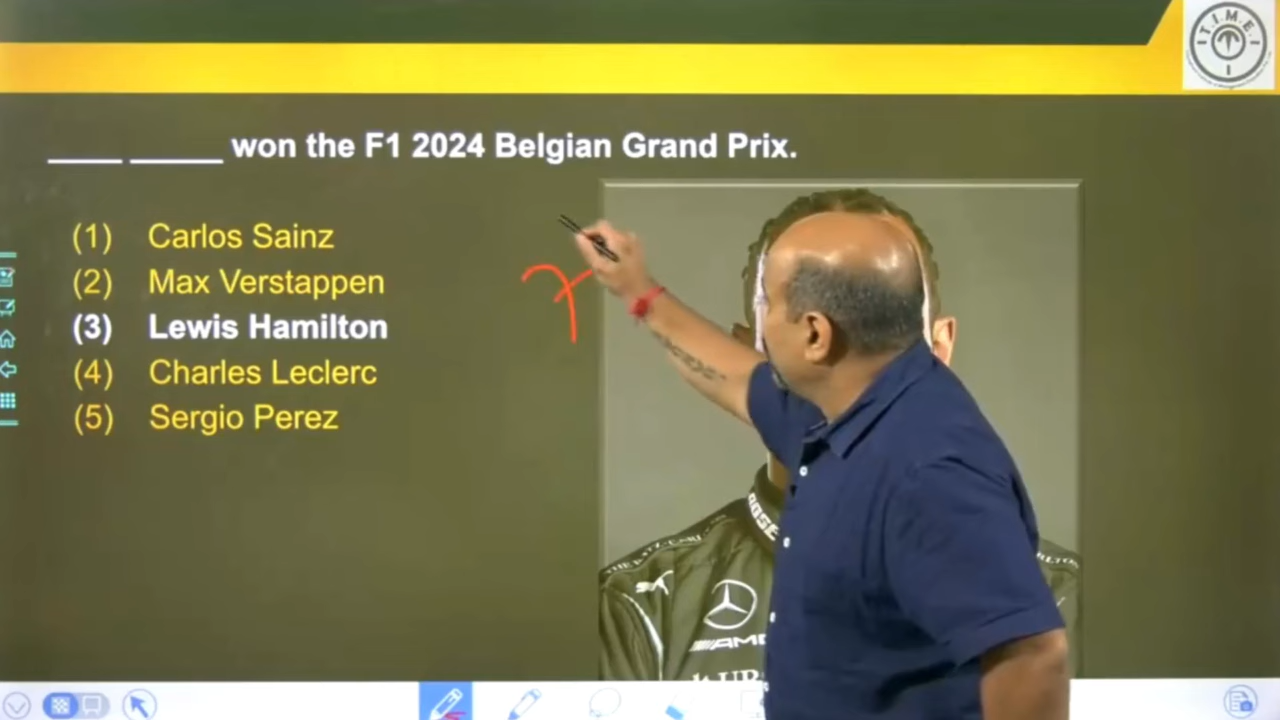 T.I.M.E.
____ _____ won the F1 2024 Belgian Grand Prix.
(1) Carlos Sainz
(2) Max Verstappen
(3) Lewis Hamilton
(4) Charles Leclerc
(5) Sergio Perez
AMG